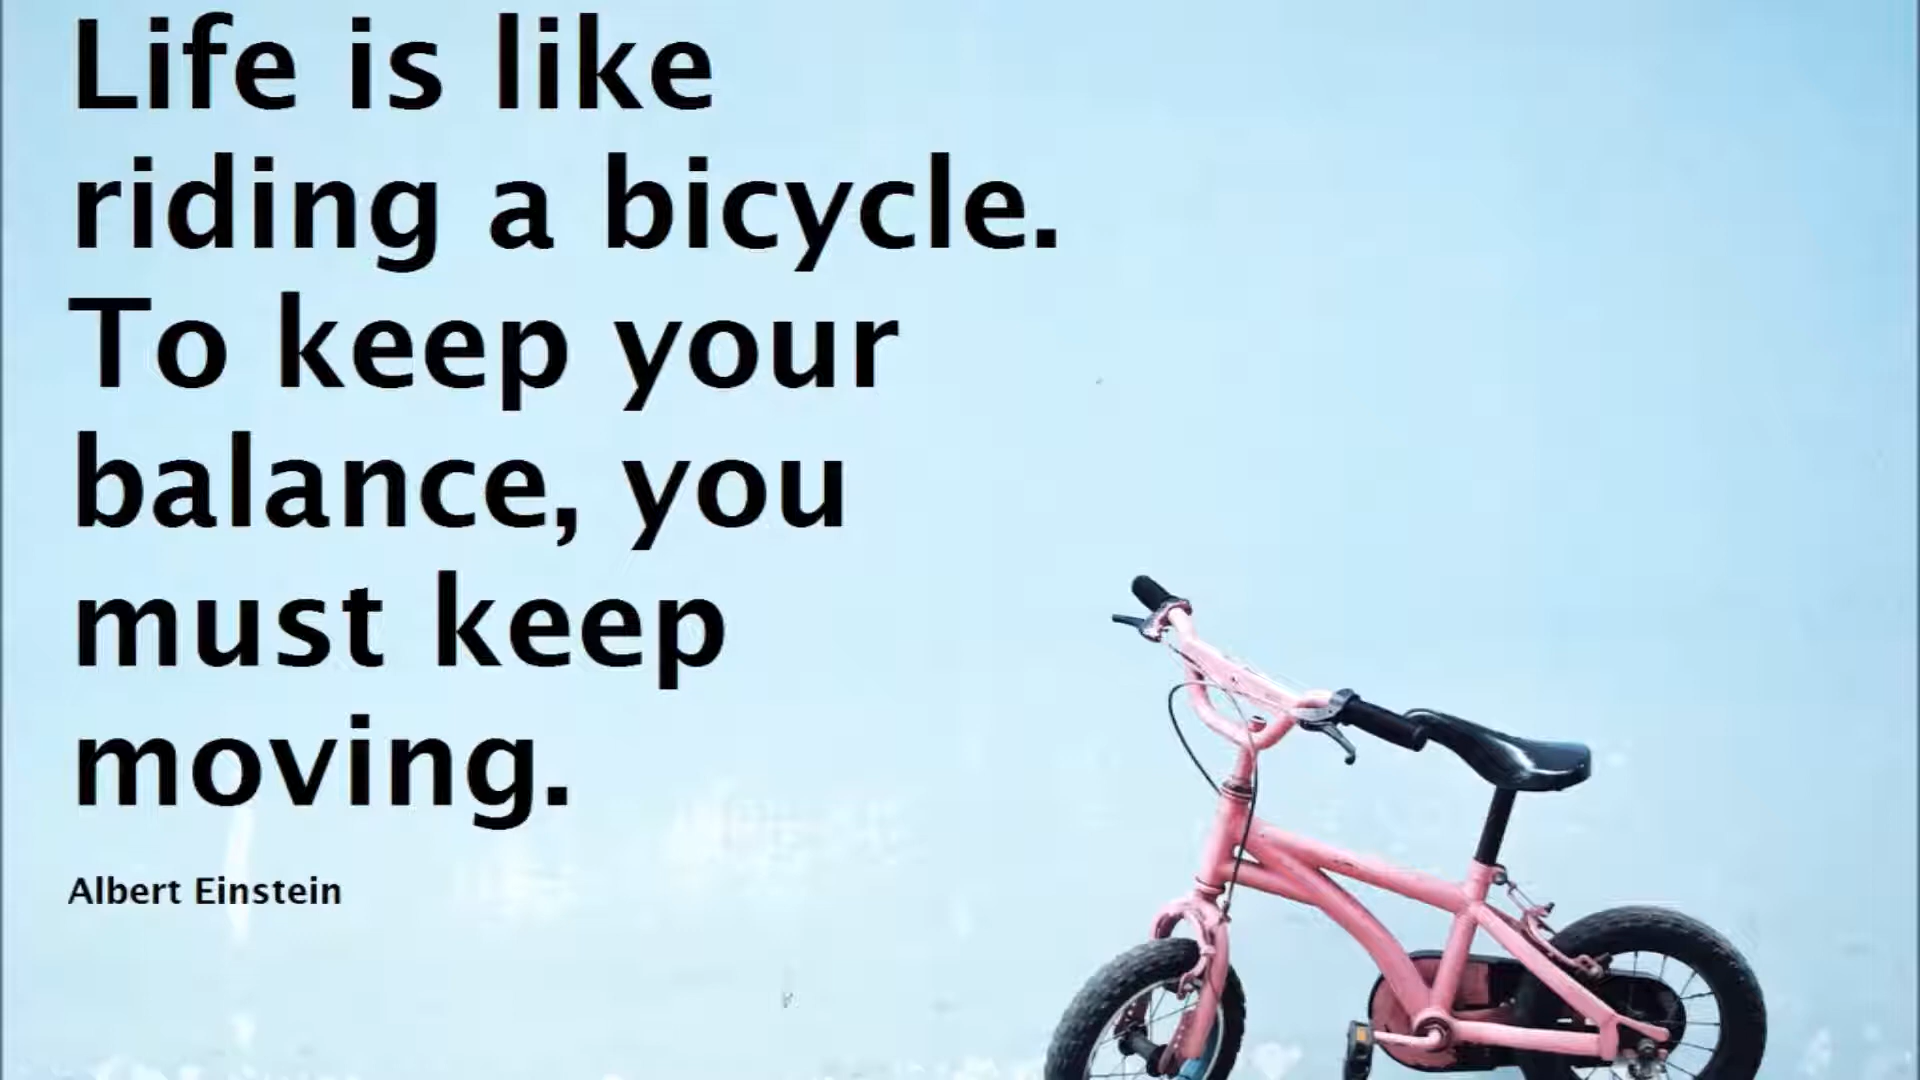 Life is like
riding a bicycle.
To keep your
balance, you
must keep
moving.
Albert Einstein